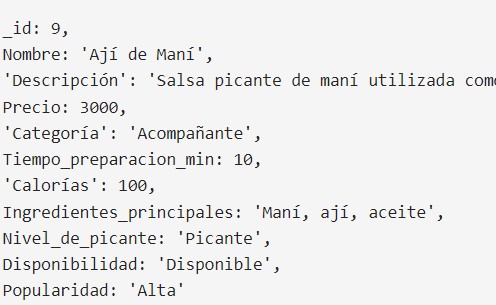 _id: 9,
Nombre: 'Ají de Maní',
'Descripción': 'Salsa picante de maní utilizada como
Precio: 3000,
'Categoría': 'Acompañante',
Tiempo_preparacion_min: 10,
'Calorías': 100,
Ingredientes_principales: 'Maní, ají, aceite',
Nivel_de_picante: 'Picante',
Disponibilidad: 'Disponible',
Popularidad: 'Alta'